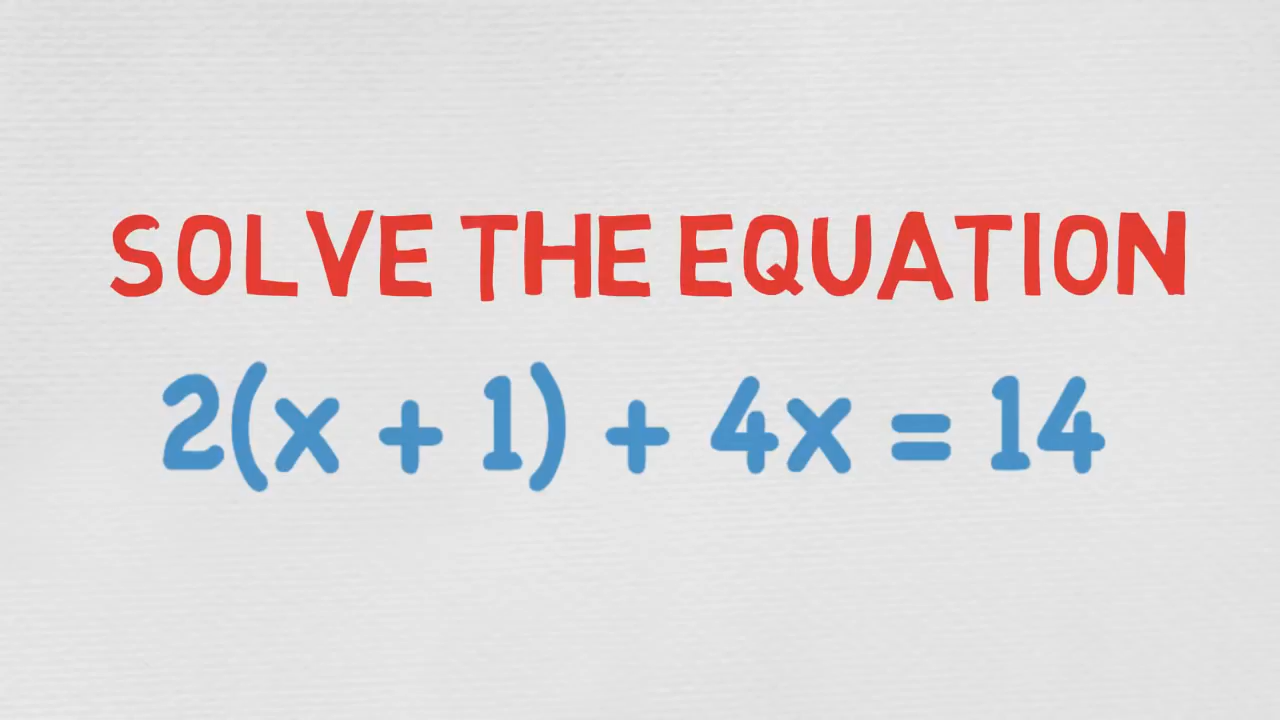 SOLVE THE EQUATION
2(x + 1) + 4x = 14